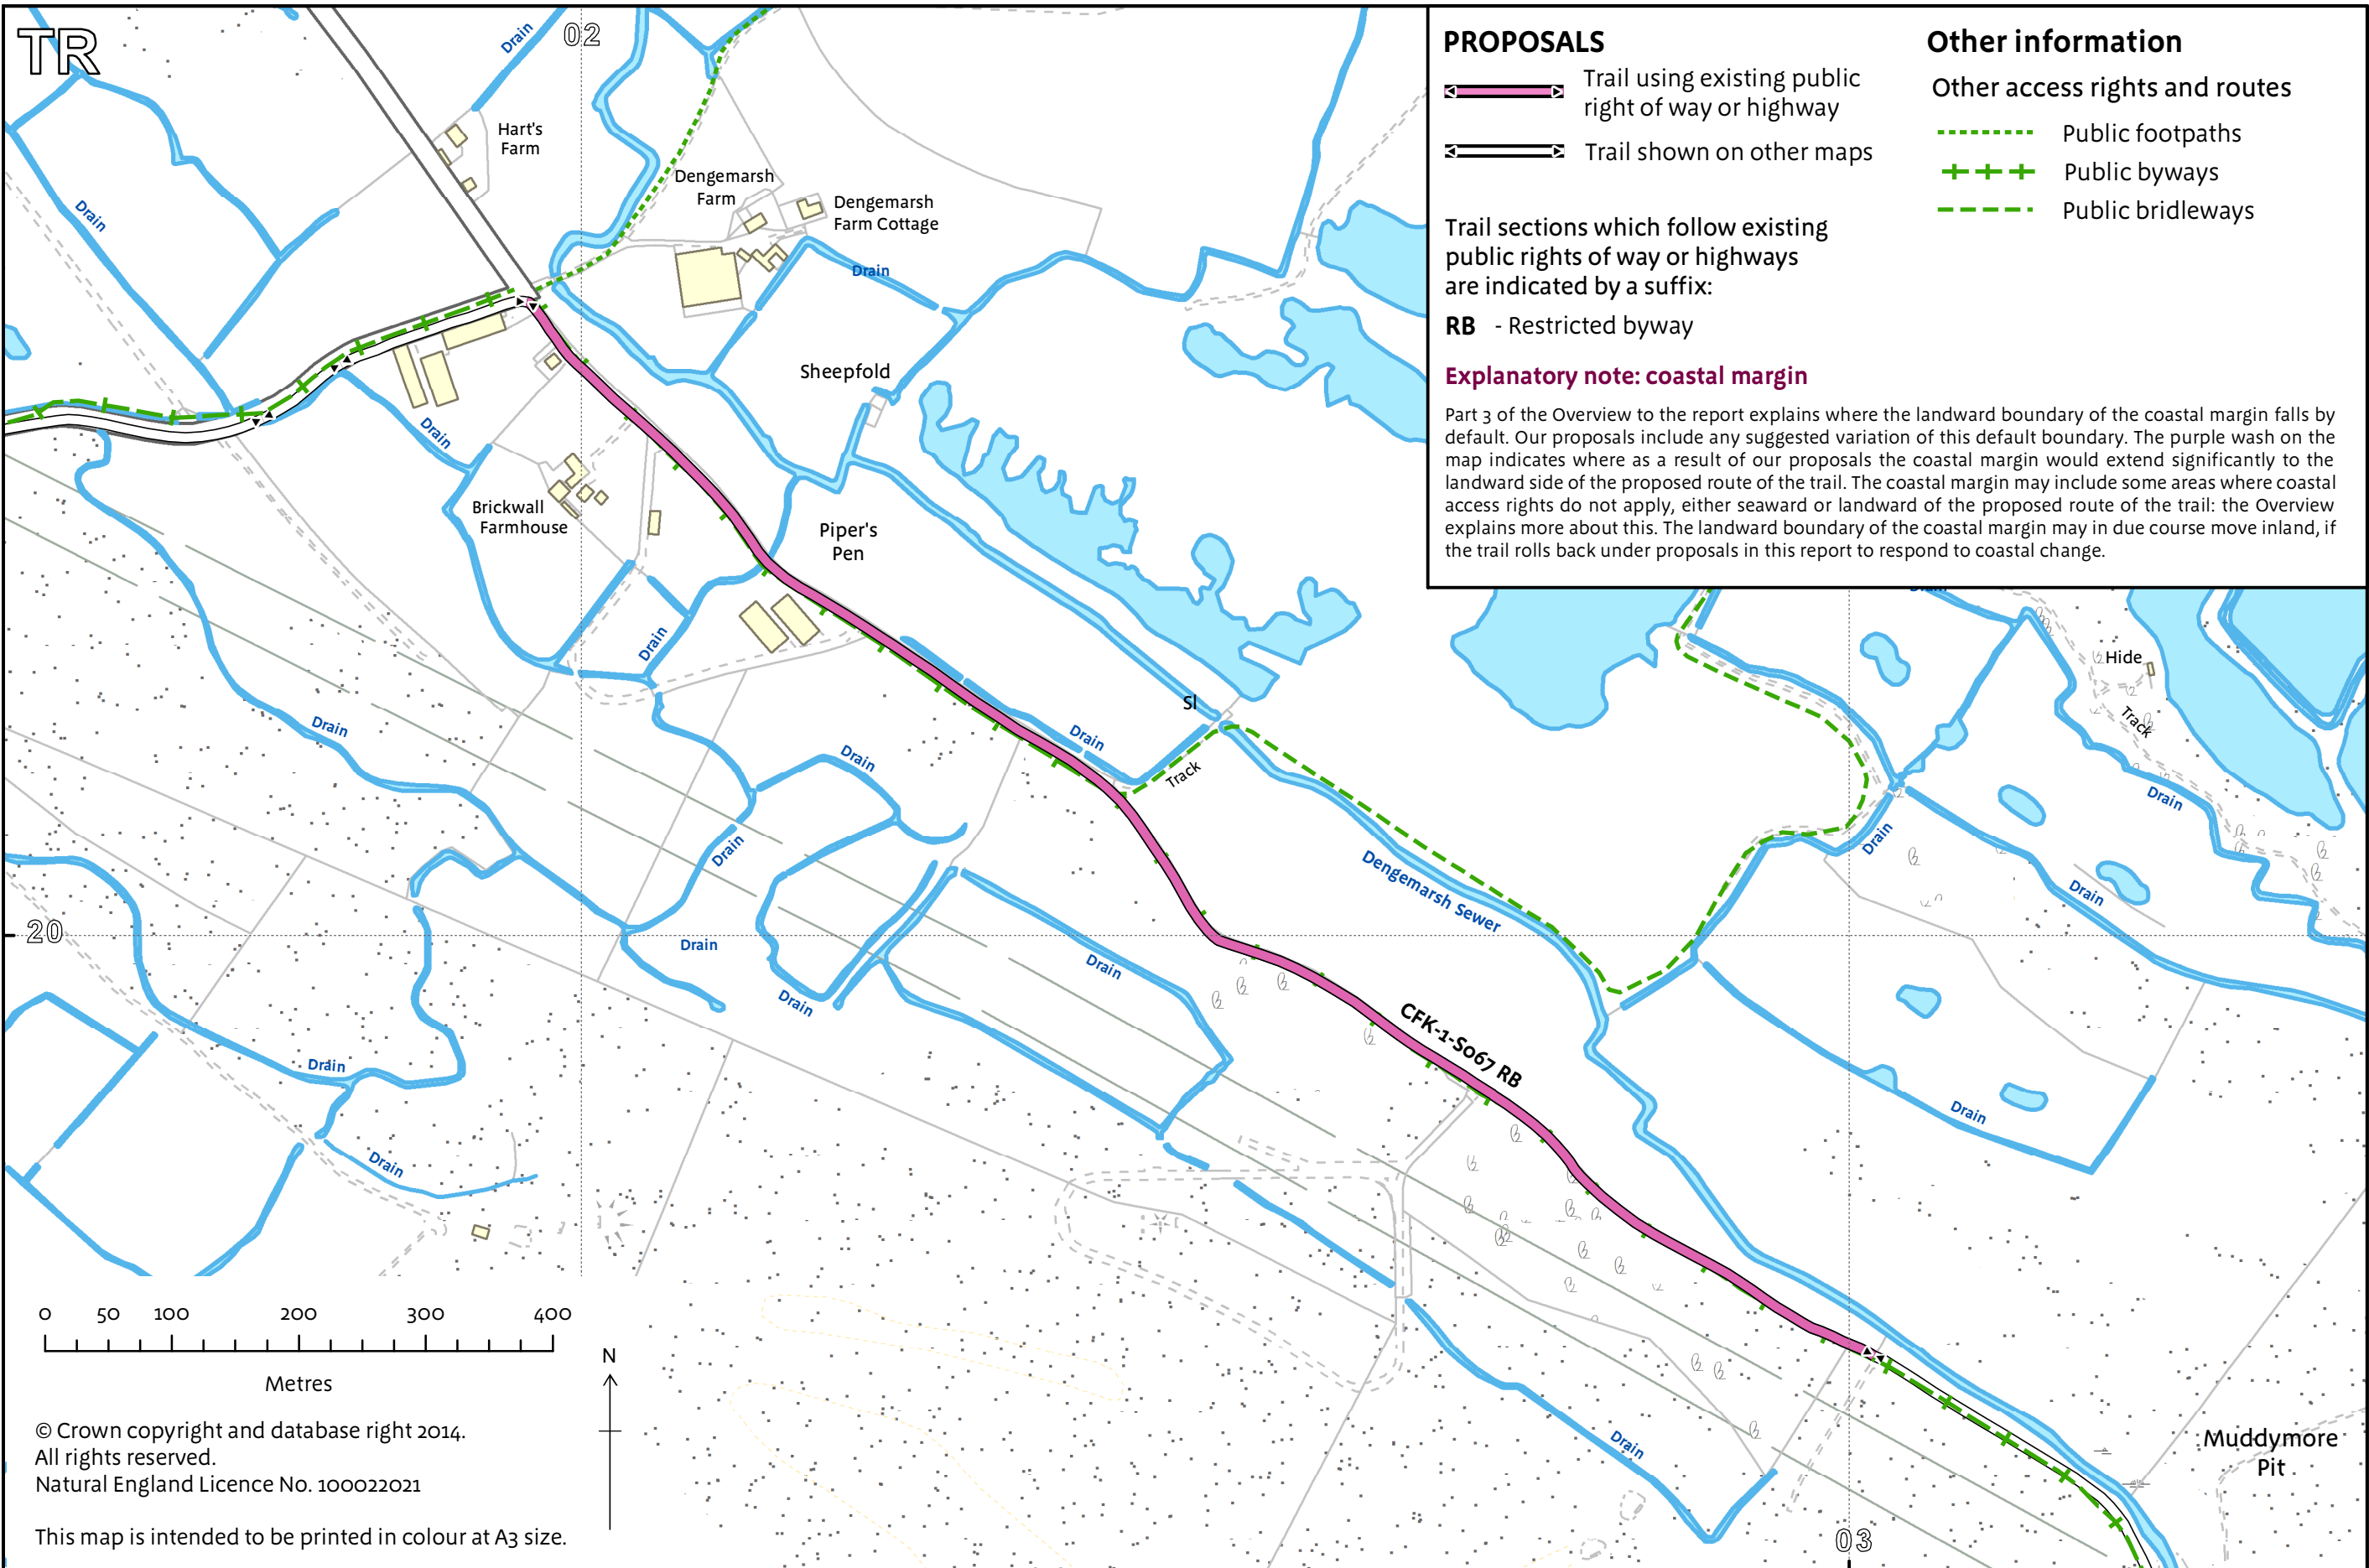 TR
02
Drain
Hart's
Farm
Dengemarsh
Farm
Dengemarsh
Farm Cottage
Drain
Drain
Sheepfold
Drain
Brickwall
Farmhouse
Piper's
Pen
Drain
Sl
Drain
Track
Drain
Drain
Drain
Dengemarsh Sewer
Drain
Hide
Track
Drain
Drain
Drain
20
Drain
Drain
Drain
CFK-1-S067 RB
Drain
Drain
Drain
Drain
Muddymore
Pit
03
PROPOSALS
Trail using existing public
right of way or highway
Trail shown on other maps
Trail sections which follow existing
public rights of way or highways
are indicated by a suffix:
RB - Restricted byway
Other information
Other access rights and routes
Public footpaths
Public byways
Public bridleways
Explanatory note: coastal margin
Part 3 of the Overview to the report explains where the landward boundary of the coastal margin falls by
default. Our proposals include any suggested variation of this default boundary. The purple wash on the
map indicates where as a result of our proposals the coastal margin would extend significantly to the
landward side of the proposed route of the trail. The coastal margin may include some areas where coastal
access rights do not apply, either seaward or landward of the proposed route of the trail: the Overview
explains more about this. The landward boundary of the coastal margin may in due course move inland, if
the trail rolls back under proposals in this report to respond to coastal change.
0 50 100 200 300 400
Metres
N
© Crown copyright and database right 2014.
All rights reserved.
Natural England Licence No. 100022021
This map is intended to be printed in colour at A3 size.